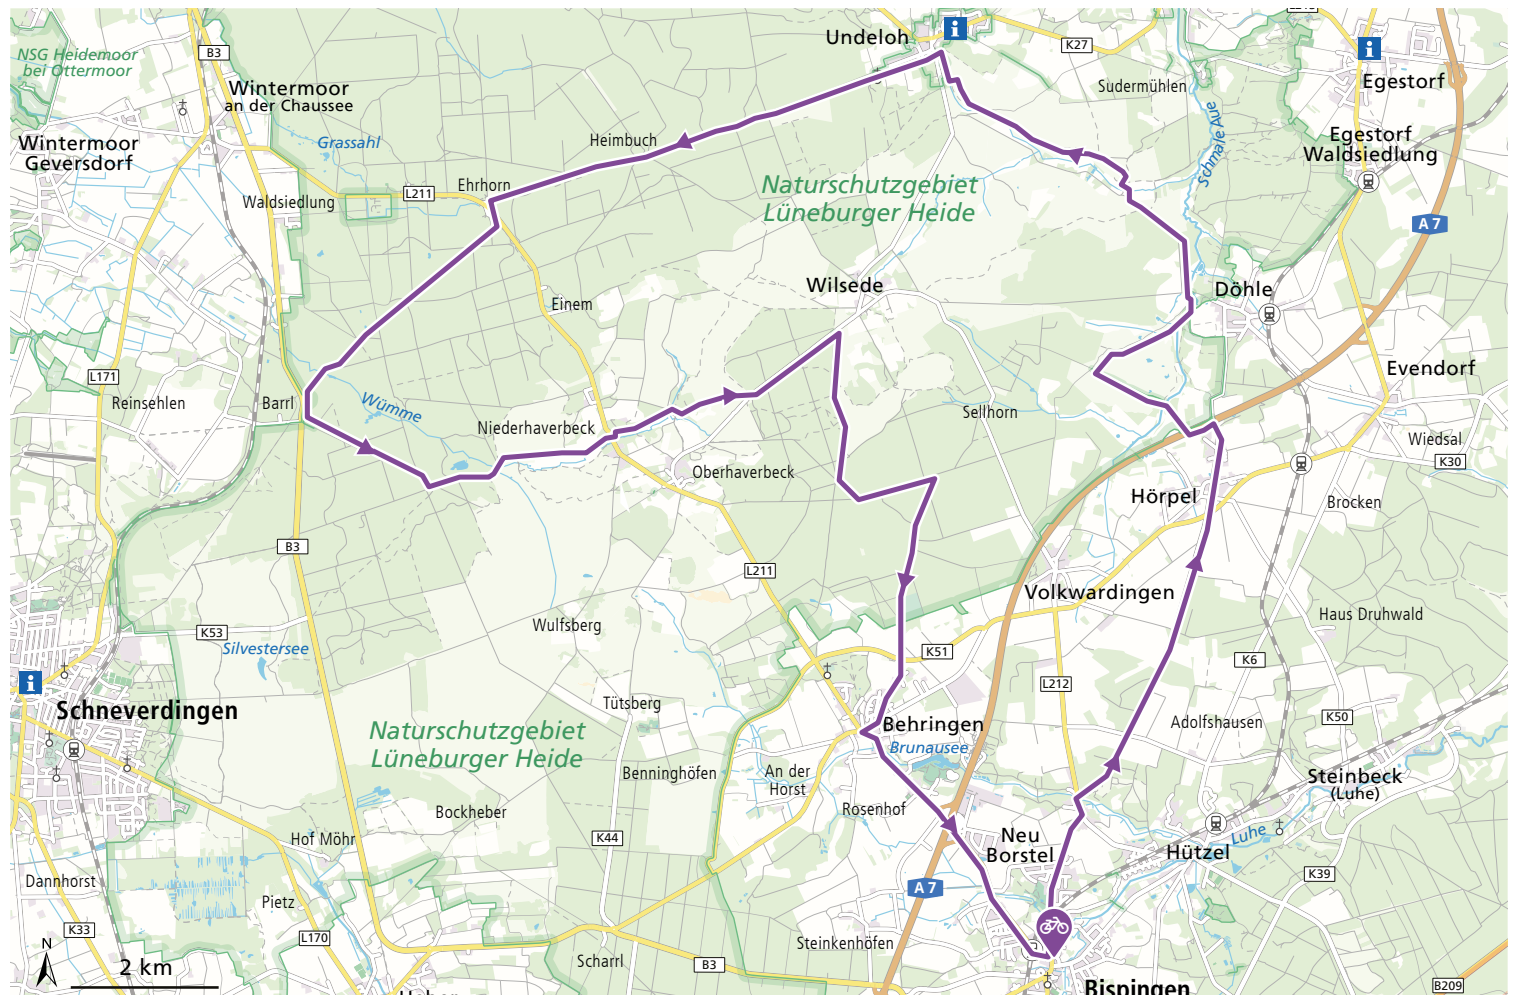 Undeloh
K27
B3
NSG Heidemoor
bei Ottermoor
Wintermoor
an der Chaussee
Sudermühlen
Egestorf
Schmale Aue
Grassahl
Heimbuch
Wintermoor
Geversdorf
Egestorf
Waldsiedlung
Ehrhorn
L211
Waldsiedlung
Naturschutzgebiet
Lüneburger Heide
A 7
Wilsede
Döhle
Einem
L171
Evendorf
Reinsehlen
Barrl
Wümme
Niederhaverbeck
Sellhorn
Wiedsal
K30
Oberhaverbeck
Hörpel
Brocken
B3
L211
Volkwardingen
Haus Druhwald
Wulfsberg
K53
Silvestersee
K51
K6
L212
Schneverdingen
Tütsberg
Naturschutzgebiet
Lüneburger Heide
Behringen
Brunausee
Adolfshausen
K50
Benninghöfen
An der
Horst
Steinbeck
(Luhe)
Bockheber
Rosenhof
Hof Möhr
K44
Neu
Borstel
Luhe
Hützel
Dannhorst
A 7
K39
Pietz
K33
L170
Steinkenhöfen
N
2 km
Scharrl
B3
B209
Bispingen